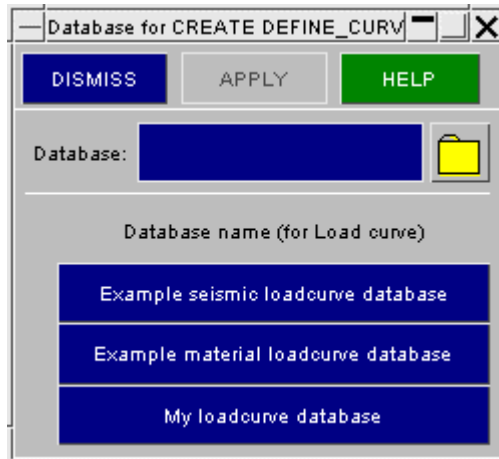 Database for CREATE DEFINE_CURV
DISMISS APPLY HELP
Database:
Database name (for Load curve)
Example seismic loadcurve database
Example material loadcurve database
My loadcurve database